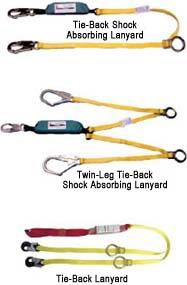 Tie-Back Shock
Absorbing Lanyard
Twin-Leg Tie-Back
Shock Absorbing Lanyard
Tie-Back Lanyard